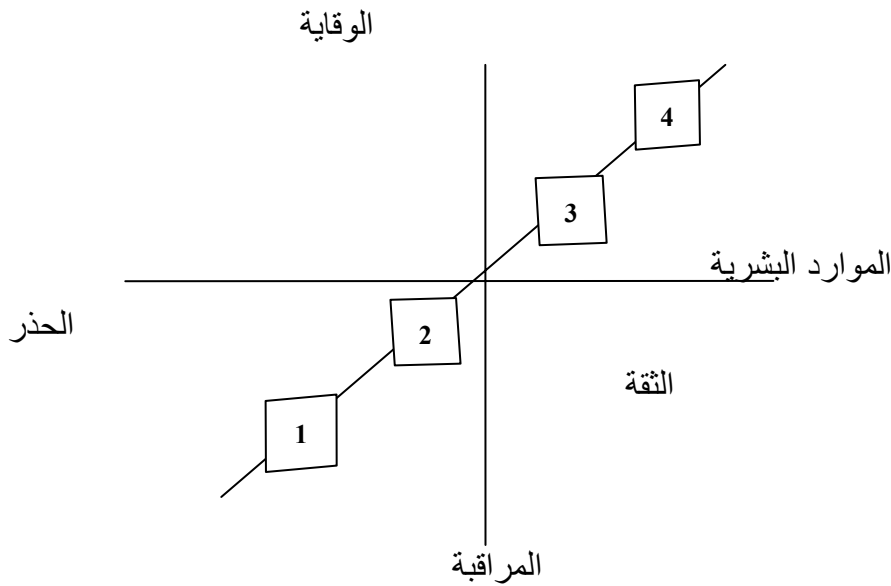 الوقاية
4
3
الموارد البشرية
الحذر
2
الثقة
1
المراقبة